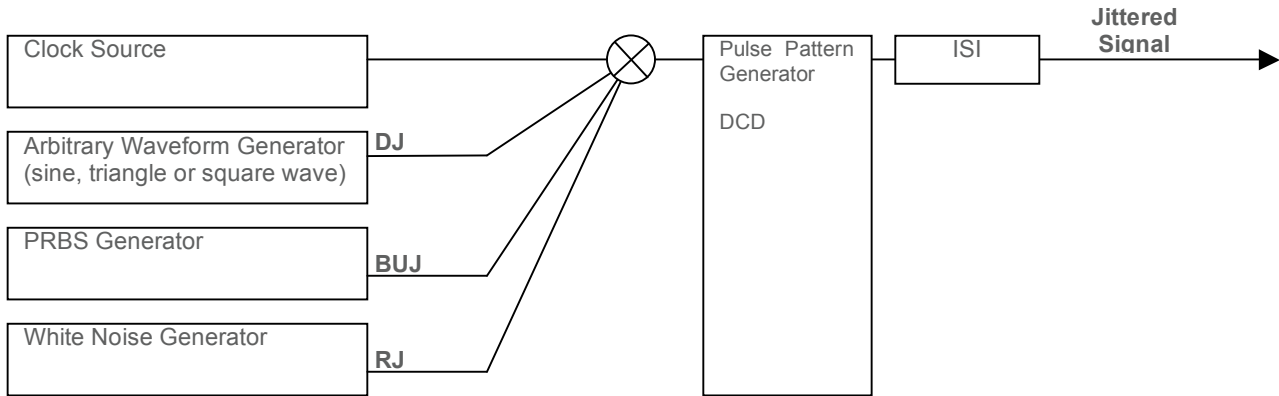 Jittered
Signal
Clock Source
Pulse Pattern
Generator
DCD
ISI
Arbitrary Waveform Generator
(sine, triangle or square wave)
DJ
PRBS Generator
BUJ
White Noise Generator
RJ